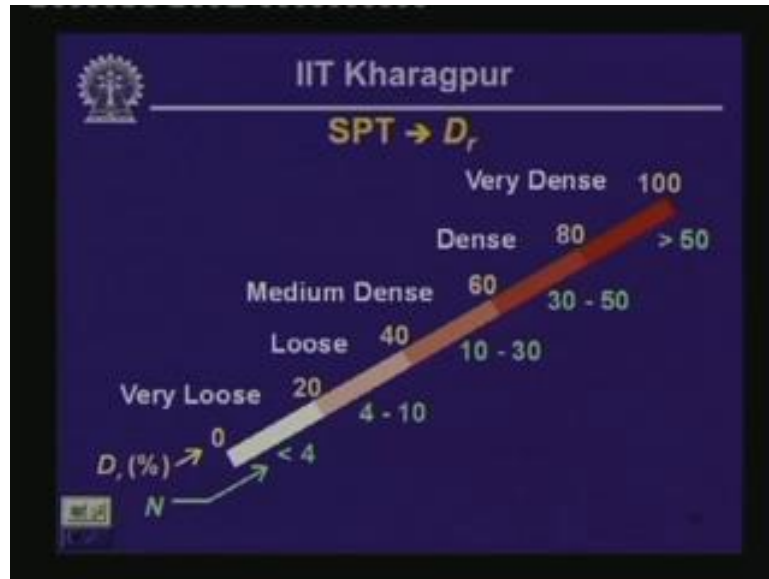 IIT Kharagpur
SPT → Dr
Very Dense 100
Dense 80 > 50
Medium Dense 60 30 - 50
Loose 40 10 - 30
Very Loose 20 4 - 10
0 < 4
Dr (%)
N